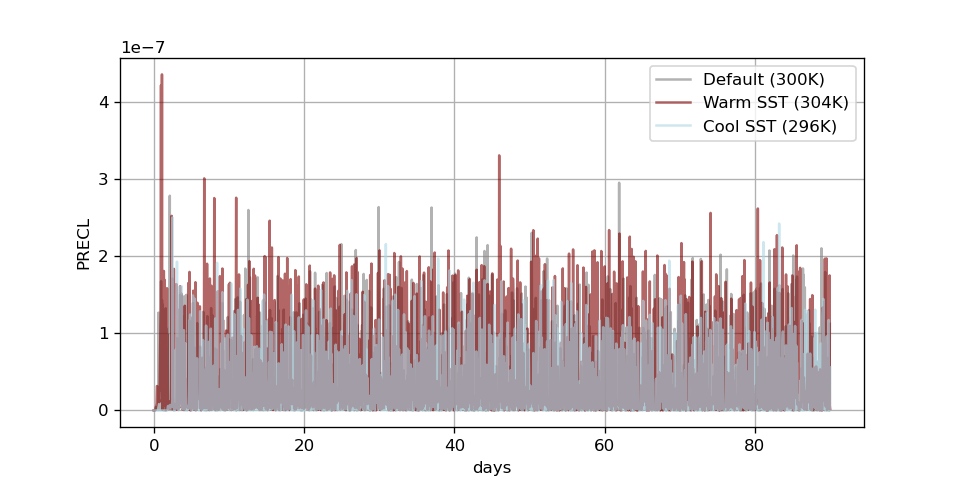 1e−7
4
3
2
1
0
PRECL
Default (300K)
Warm SST (304K)
Cool SST (296K)
0 20 40 60 80
days